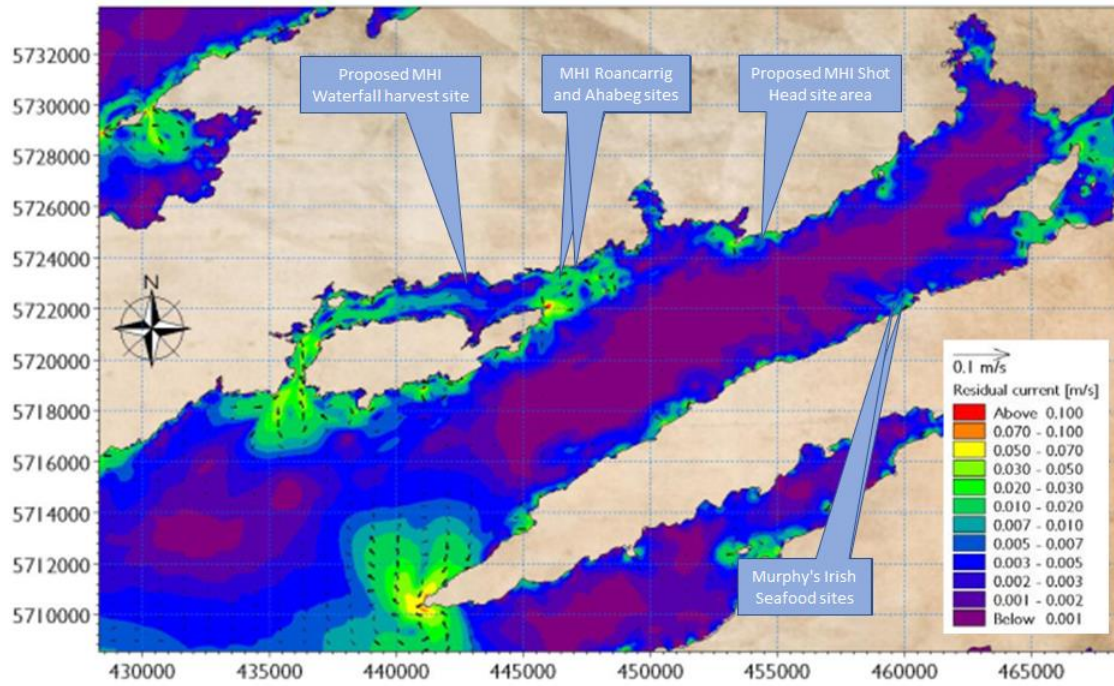 Proposed MHI
Waterfall harvest site
MHI Roancarrig
and Ahabeg sites
Proposed MHI Shot
Head site area
5732000
5730000
5728000
5726000
5724000
5722000
5720000
5718000
5716000
5714000
5712000
5710000
N
0.1 m/s
Residual current [m/s]
Above 0.100
0.070 - 0.100
0.050 - 0.070
0.030 - 0.050
0.020 - 0.030
0.010 - 0.020
0.007 - 0.010
0.005 - 0.007
0.003 - 0.005
0.002 - 0.003
0.001 - 0.002
Below 0.001
Murphy's Irish
Seafood sites
430000 435000 440000 445000 450000 455000 460000 465000